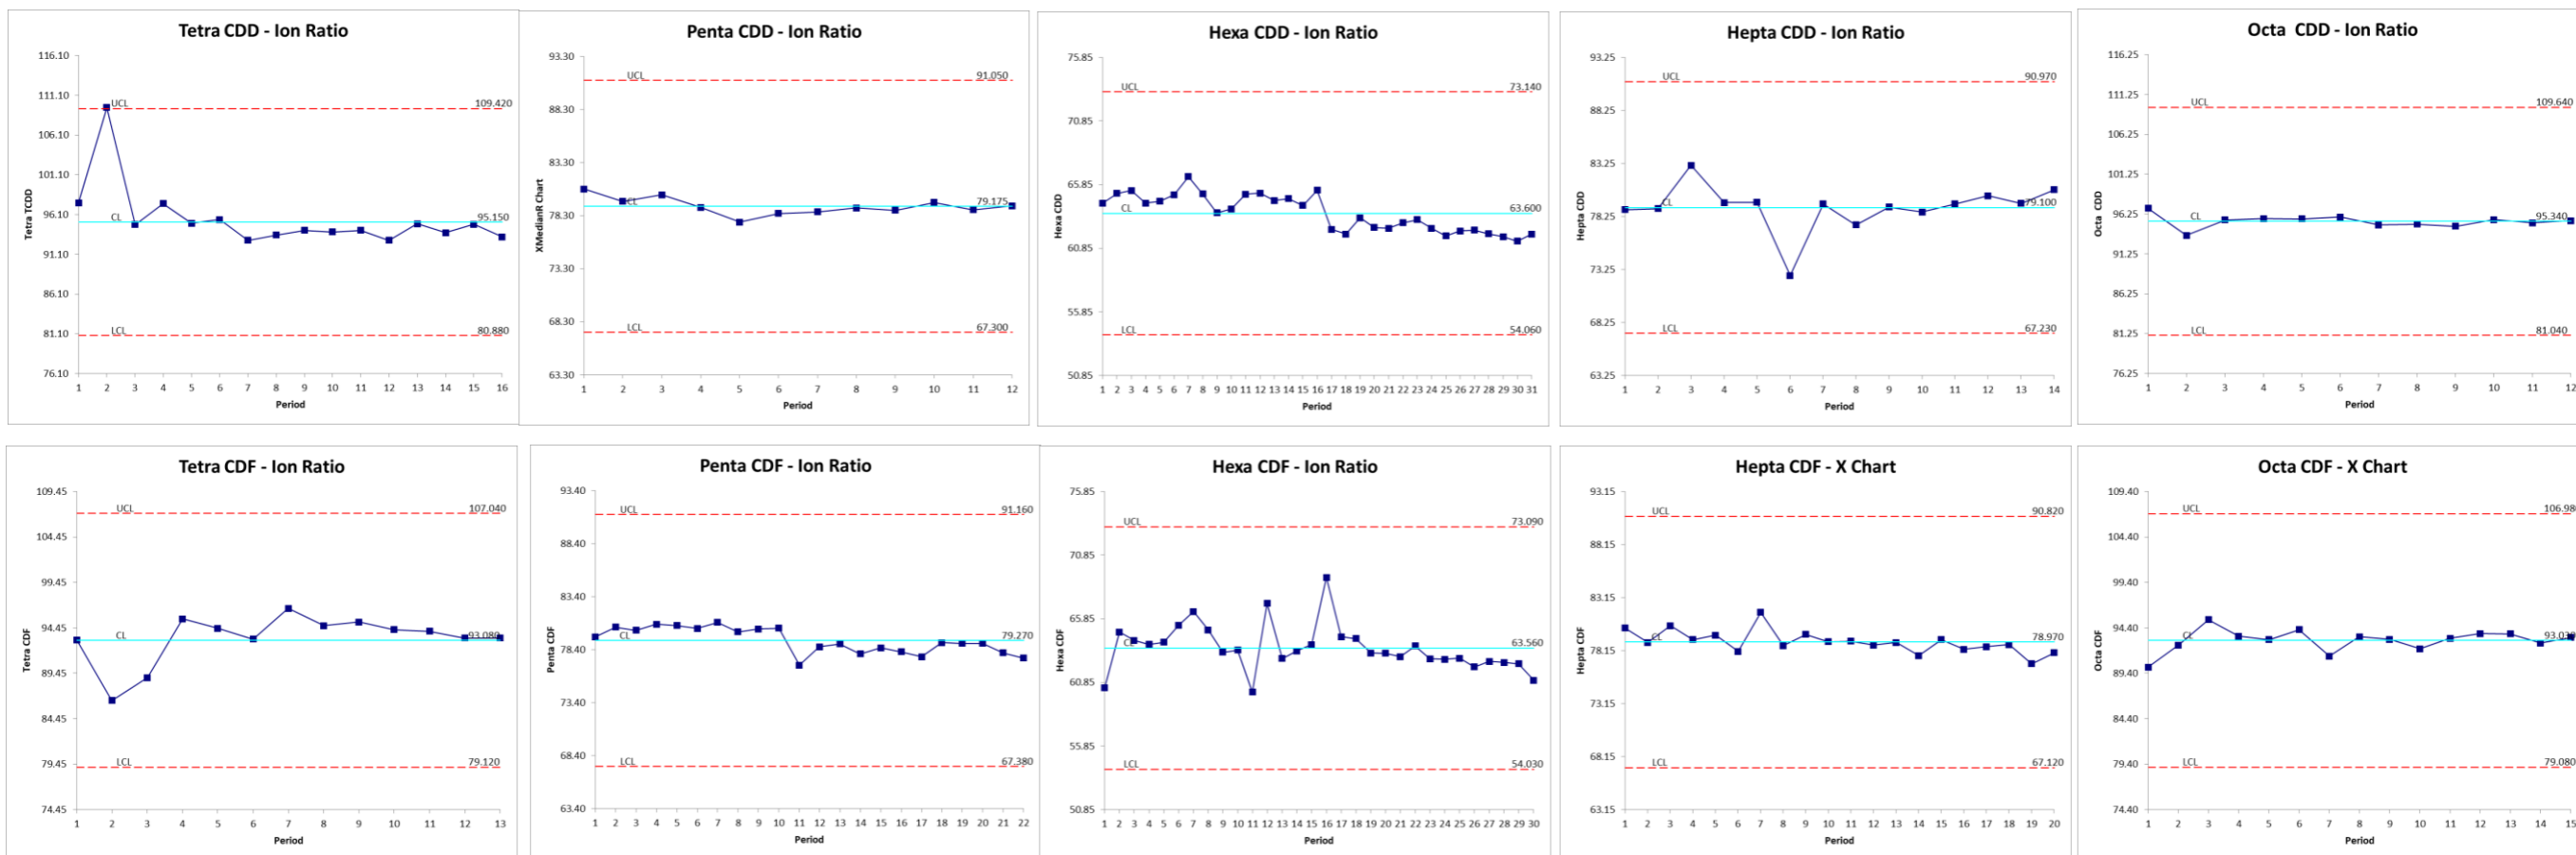 Tetra CDD - Ion Ratio
116.10
111.10
106.10
101.10
96.10
91.10
86.10
81.10
76.10
UCL 109.420
CL 95.150
LCL 80.880
Tetra TCDD
1 2 3 4 5 6 7 8 9 10 11 12 13 14 15 16
Period
Penta CDD - Ion Ratio
93.30
88.30
83.30
78.30
73.30
68.30
63.30
UCL 91.050
CL 79.175
LCL 67.300
XMedianR Chart
1 2 3 4 5 6 7 8 9 10 11 12
Period
Hexa CDD - Ion Ratio
75.85
70.85
65.85
60.85
55.85
50.85
UCL 73.140
CL 63.600
LCL 54.060
Hexa CDD
1 2 3 4 5 6 7 8 9 10 11 12 13 14 15 16 17 18 19 20 21 22 23 24 25 26 27 28 29 30 31
Period
Hepta CDD - Ion Ratio
93.25
88.25
83.25
78.25
73.25
68.25
63.25
UCL 90.970
CL 79.100
LCL 67.230
Hepta CDD
1 2 3 4 5 6 7 8 9 10 11 12 13 14
Period
Octa CDD - Ion Ratio
116.25
111.25
106.25
101.25
96.25
91.25
86.25
81.25
76.25
UCL 109.640
CL 95.340
LCL 81.040
Octa CDD
1 2 3 4 5 6 7 8 9 10 11 12
Period
Tetra CDF - Ion Ratio
109.45
104.45
99.45
94.45
89.45
84.45
79.45
74.45
UCL 107.040
CL 93.080
LCL 79.120
Tetra CDF
1 2 3 4 5 6 7 8 9 10 11 12 13
Period
Penta CDF - Ion Ratio
93.40
88.40
83.40
78.40
73.40
68.40
63.40
UCL 91.160
CL 79.270
LCL 67.380
Penta CDF
1 2 3 4 5 6 7 8 9 10 11 12 13 14 15 16 17 18 19 20 21 22
Period
Hexa CDF - Ion Ratio
75.85
70.85
65.85
60.85
55.85
50.85
UCL 73.090
CL 63.560
LCL 54.030
Hexa CDF
1 2 3 4 5 6 7 8 9 10 11 12 13 14 15 16 17 18 19 20 21 22 23 24 25 26 27 28 29 30
Period
Hepta CDF - X Chart
93.15
88.15
83.15
78.15
73.15
68.15
63.15
UCL 90.820
CL 78.970
LCL 67.120
Hepta CDF
1 2 3 4 5 6 7 8 9 10 11 12 13 14 15 16 17 18 19 20
Period
Octa CDF - X Chart
109.40
104.40
99.40
94.40
89.40
84.40
79.40
74.40
UCL 106.980
CL 93.030
LCL 79.080
Octa CDF
1 2 3 4 5 6 7 8 9 10 11 12 13 14 15
Period